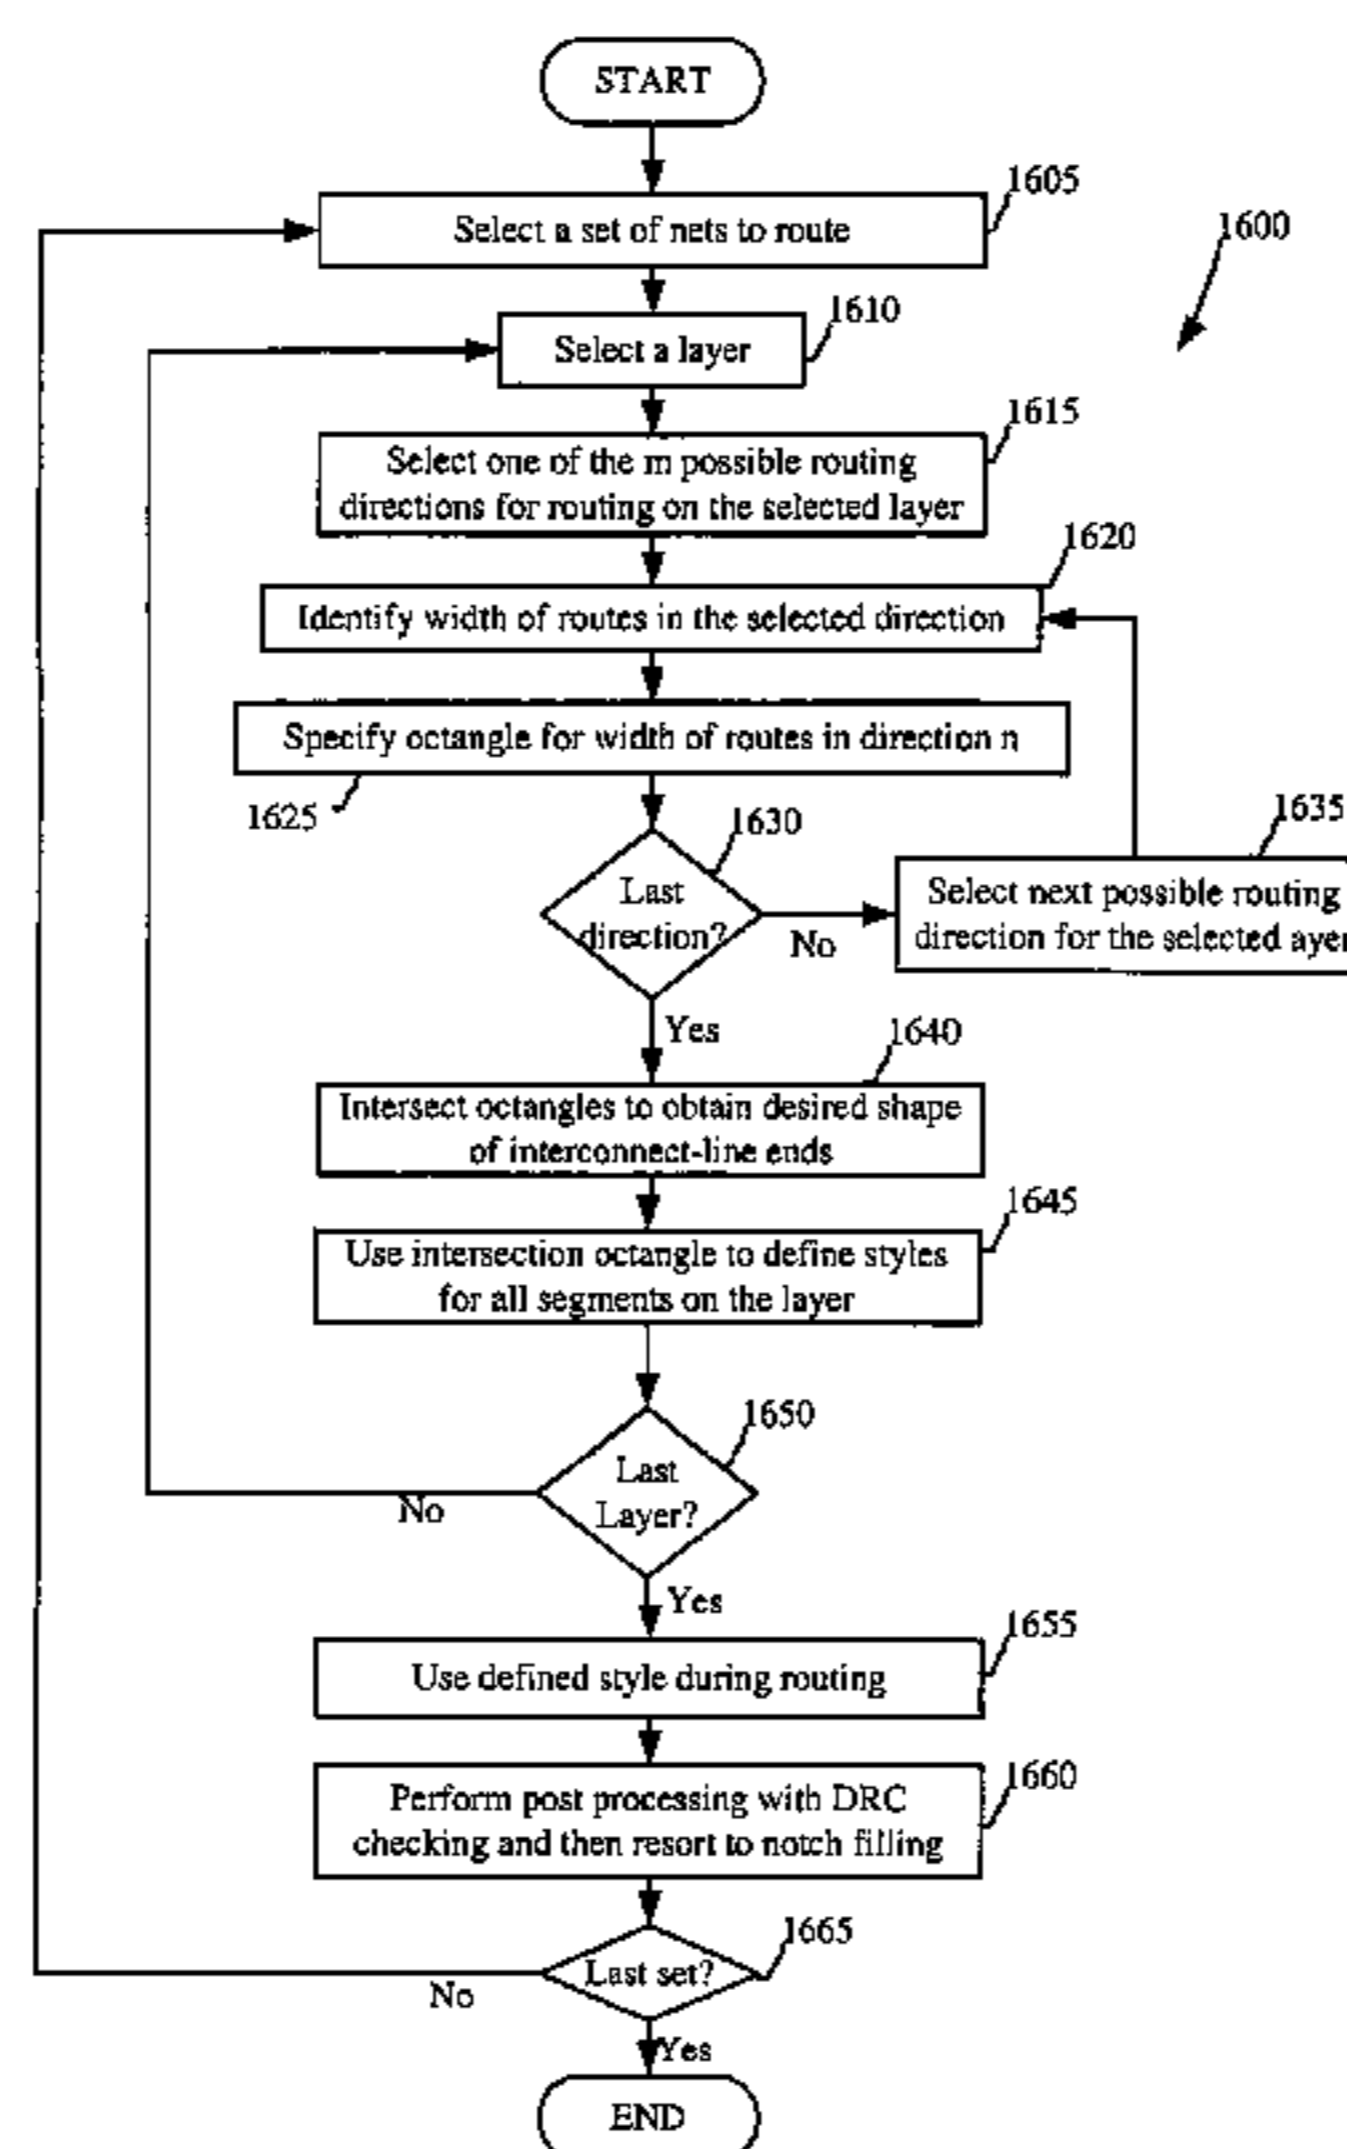 START
1605
Select a set of nets to route
1600
1610
Select a layer
1615
Select one of the m possible routing
directions for routing on the selected layer
1620
Identify width of routes in the selected direction
Specify octangle for width of routes in direction n
1625
1630
1635
Last
direction?
No
Select next possible routing
direction for the selected ayer
Yes
1640
Intersect octangles to obtain desired shape
of interconnect-line ends
1645
Use intersection octangle to define styles
for all segments on the layer
1650
Last
Layer?
No
Yes
1655
Use defined style during routing
1660
Perform post processing with DRC
checking and then resort to notch filling
1665
Last set?
No
Yes
END